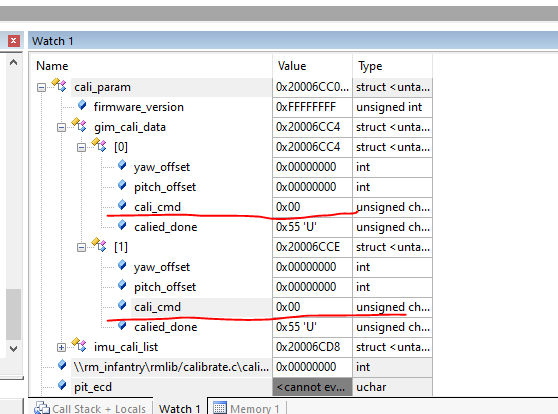 Watch 1
Name Value Type
cali_param 0x20006CC0... struct <unta...
firmware_version 0xFFFFFFFF unsigned int
gim_cali_data 0x20006CC4 struct <unta...
[0] 0x20006CC4 struct <unta...
yaw_offset 0x00000000 int
pitch_offset 0x00000000 int
cali_cmd 0x00 unsigned ch...
calied_done 0x55 'U' unsigned ch...
[1] 0x20006CCE struct <unta...
yaw_offset 0x00000000 int
pitch_offset 0x00000000 int
cali_cmd 0x00 unsigned ch...
calied_done 0x55 'U' unsigned ch...
imu_cali_list 0x20006CD8 struct <unta...
\\rm_infantry\rmlib/calibrate.c\cali... 0x00000000 int
pit_ecd <cannot ev... uchar
Call Stack + Locals Watch 1 Memory 1